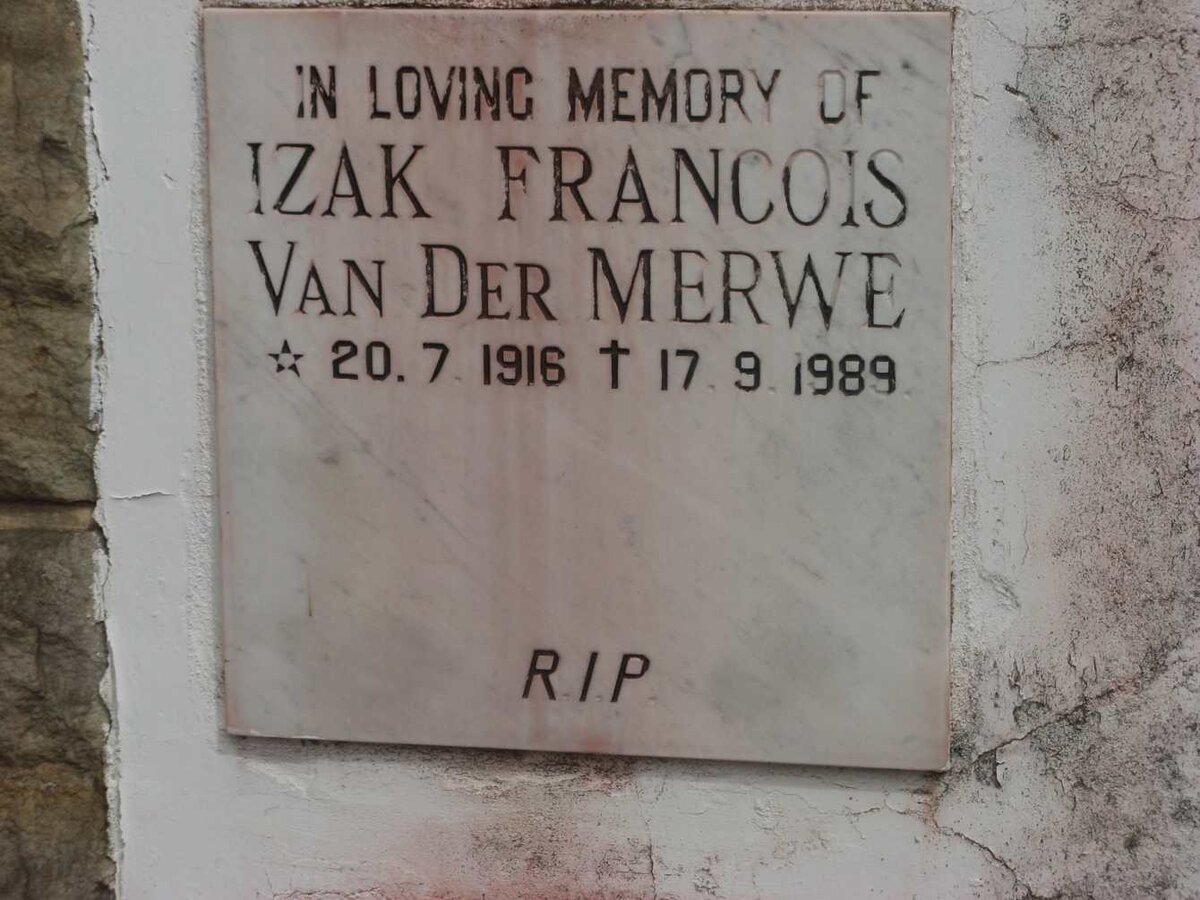 IN LOVING MEMORY OF
IZAK FRANCOIS
VAN DER MERWE
☆ 20. 7. 1916 † 17. 9. 1989
R.I.P